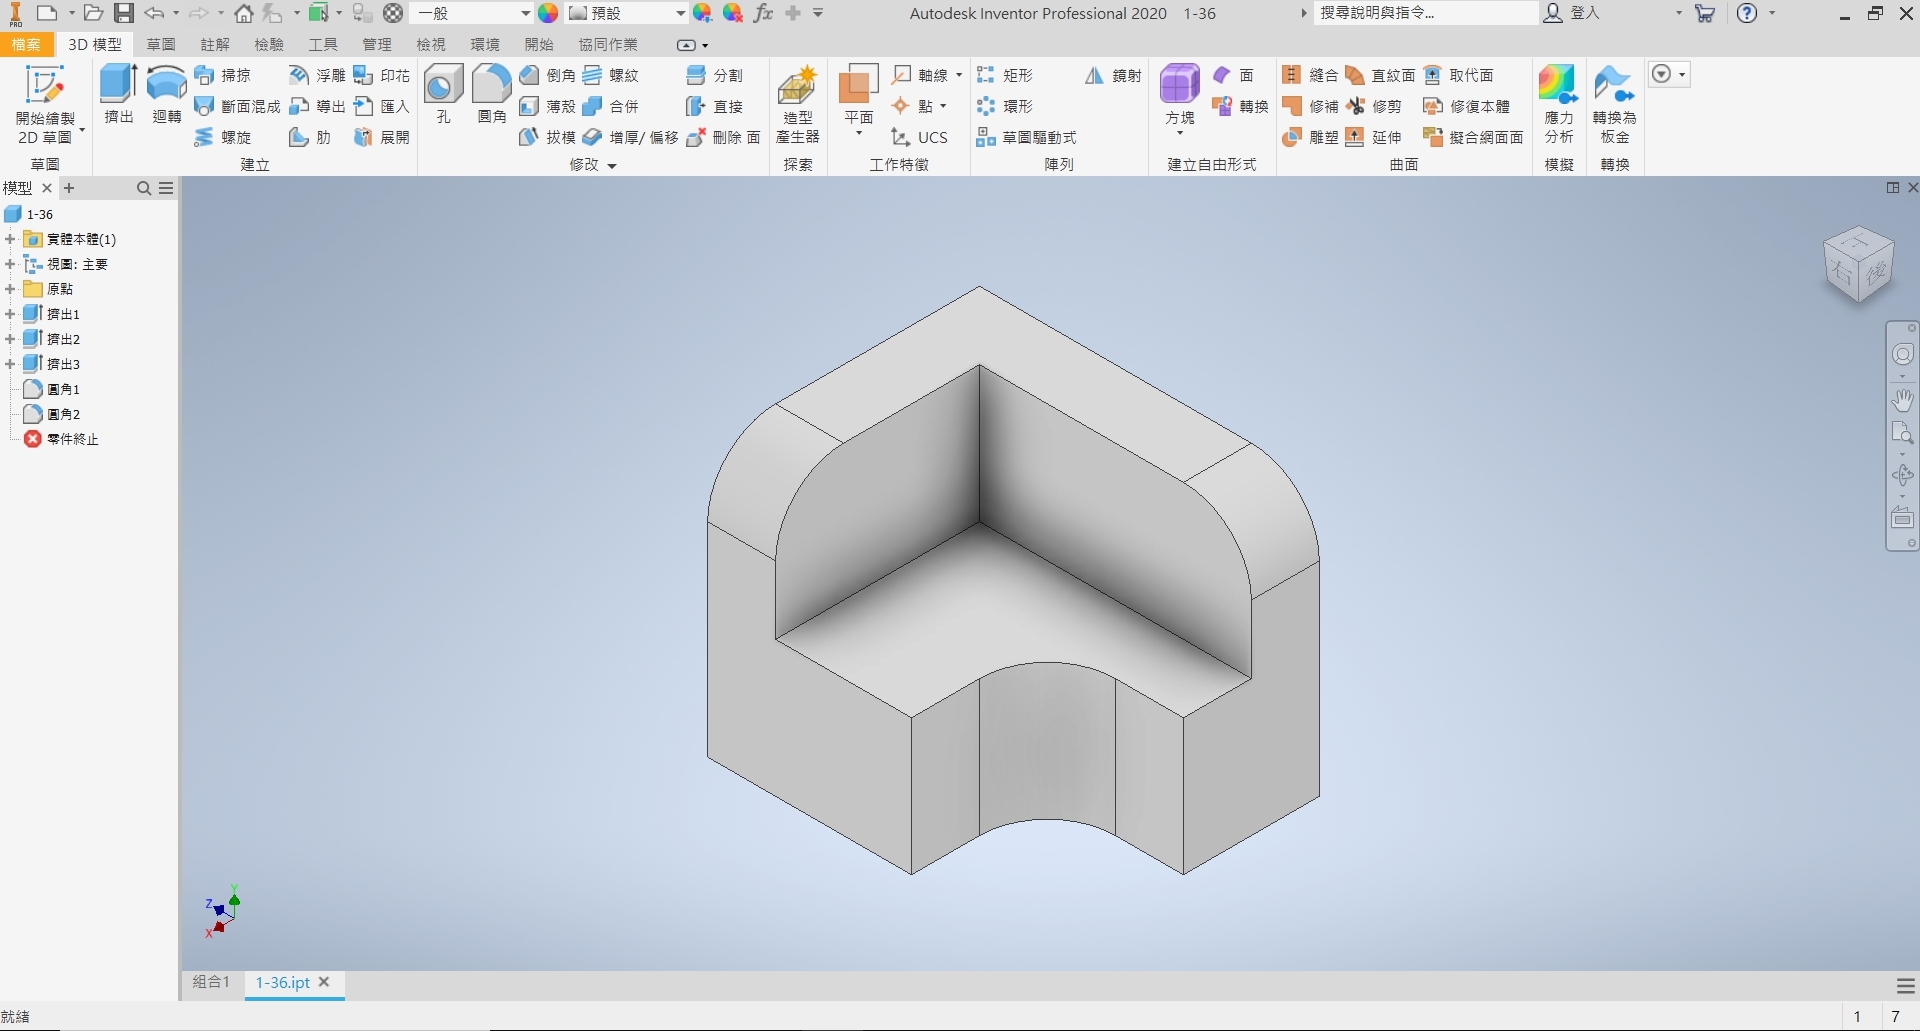 PRO 一般 預設 fx Autodesk Inventor Professional 2020 1-36 搜尋說明與指令... 登入
檔案 3D 模型 草圖 註解 檢驗 工具 管理 檢視 環境 開始 協同作業
開始繪製
2D 草圖
草圖
擠出 迴轉
掃掠 浮雕 印花
斷面混成 導出 匯入
螺旋 肋 展開
建立
孔 圓角
倒角 螺紋 分割
薄殼 合併 直接
拔模 增厚/ 偏移 刪除 面
修改
造型
產生器
探索
平面
軸線
點
UCS
工作特徵
矩形 鏡射
環形
草圖驅動式
陣列
方塊
面
轉換
建立自由形式
縫合 直紋面 取代面
修補 修剪 修復本體
雕塑 延伸 擬合網面面
曲面
應力
分析
模擬
轉換為
板金
轉換
模型
1-36
實體本體(1)
視圖: 主要
原點
擠出1
擠出2
擠出3
圓角1
圓角2
零件終止
上
右 後
Y
Z
X
組合1 1-36.ipt
就緒 1 7